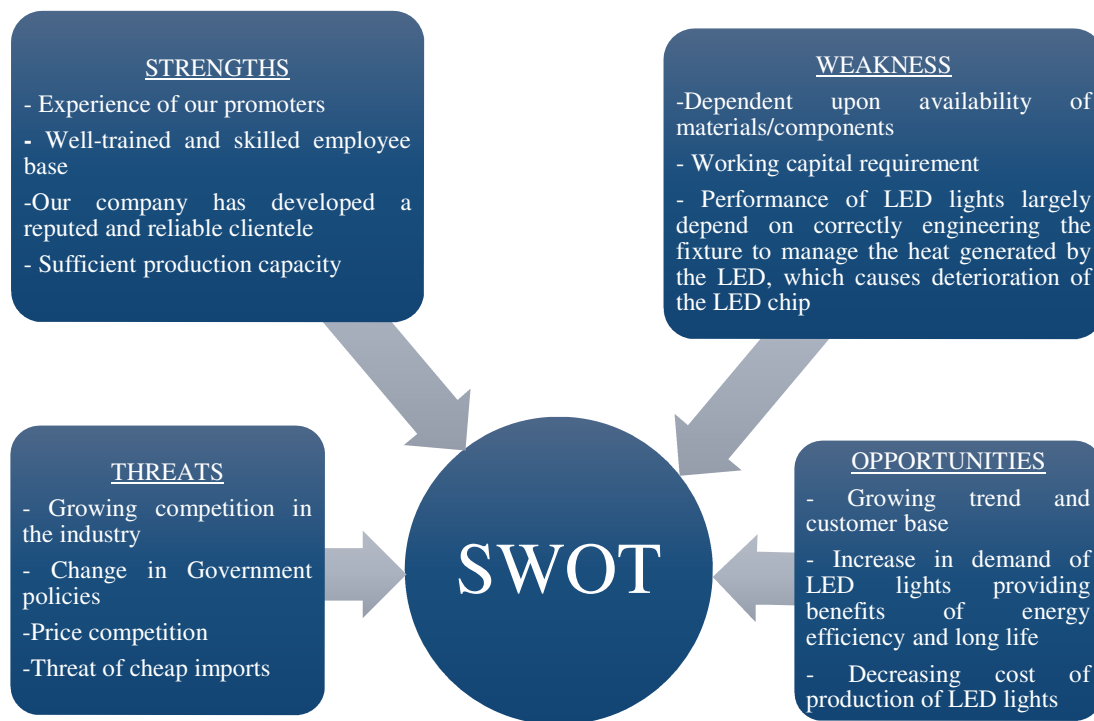 STRENGTHS
- Experience of our promoters
- Well-trained and skilled employee
base
-Our company has developed a
reputed and reliable clientele
- Sufficient production capacity
WEAKNESS
-Dependent upon availability of
materials/components
- Working capital requirement
- Performance of LED lights largely
depend on correctly engineering the
fixture to manage the heat generated by
the LED, which causes deterioration of
the LED chip
THREATS
- Growing competition in
the industry
- Change in Government
policies
-Price competition
-Threat of cheap imports
SWOT
OPPORTUNITIES
- Growing trend and
customer base
- Increase in demand of
LED lights providing
benefits of energy
efficiency and long life
- Decreasing cost of
production of LED lights